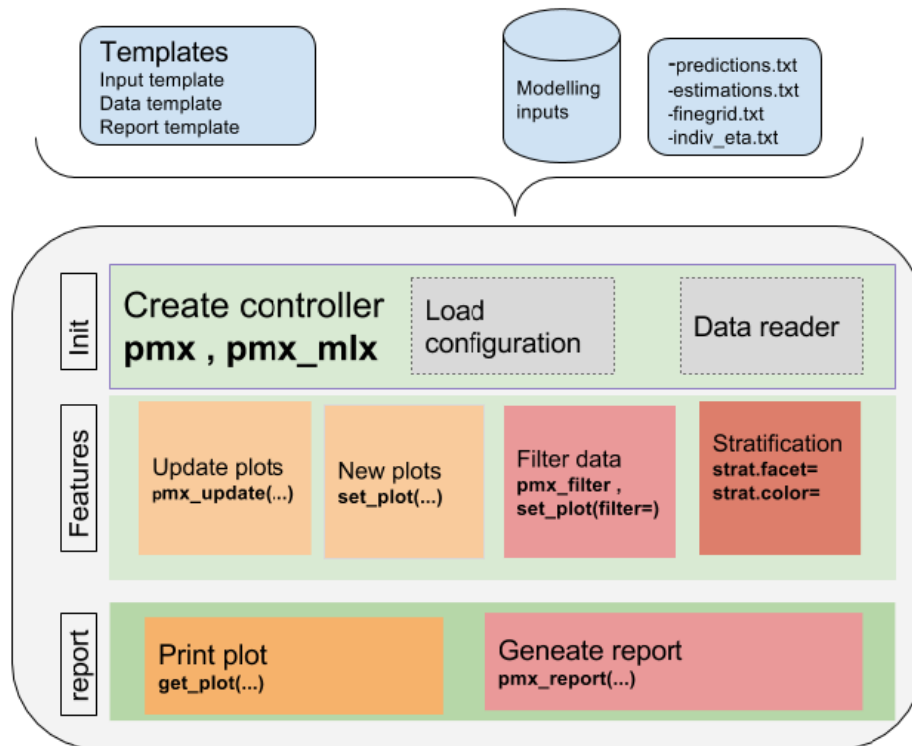 Templates
Input template
Data template
Report template
Modelling
inputs
-predictions.txt
-estimations.txt
-finegrid.txt
-indiv_eta.txt
Init
Create controller
pmx , pmx_mlx
Load
configuration
Data reader
Features
Update plots
pmx_update(...)
New plots
set_plot(...)
Filter data
pmx_filter ,
set_plot(filter=)
Stratification
strat.facet=
strat.color=
report
Print plot
get_plot(...)
Geneate report
pmx_report(...)